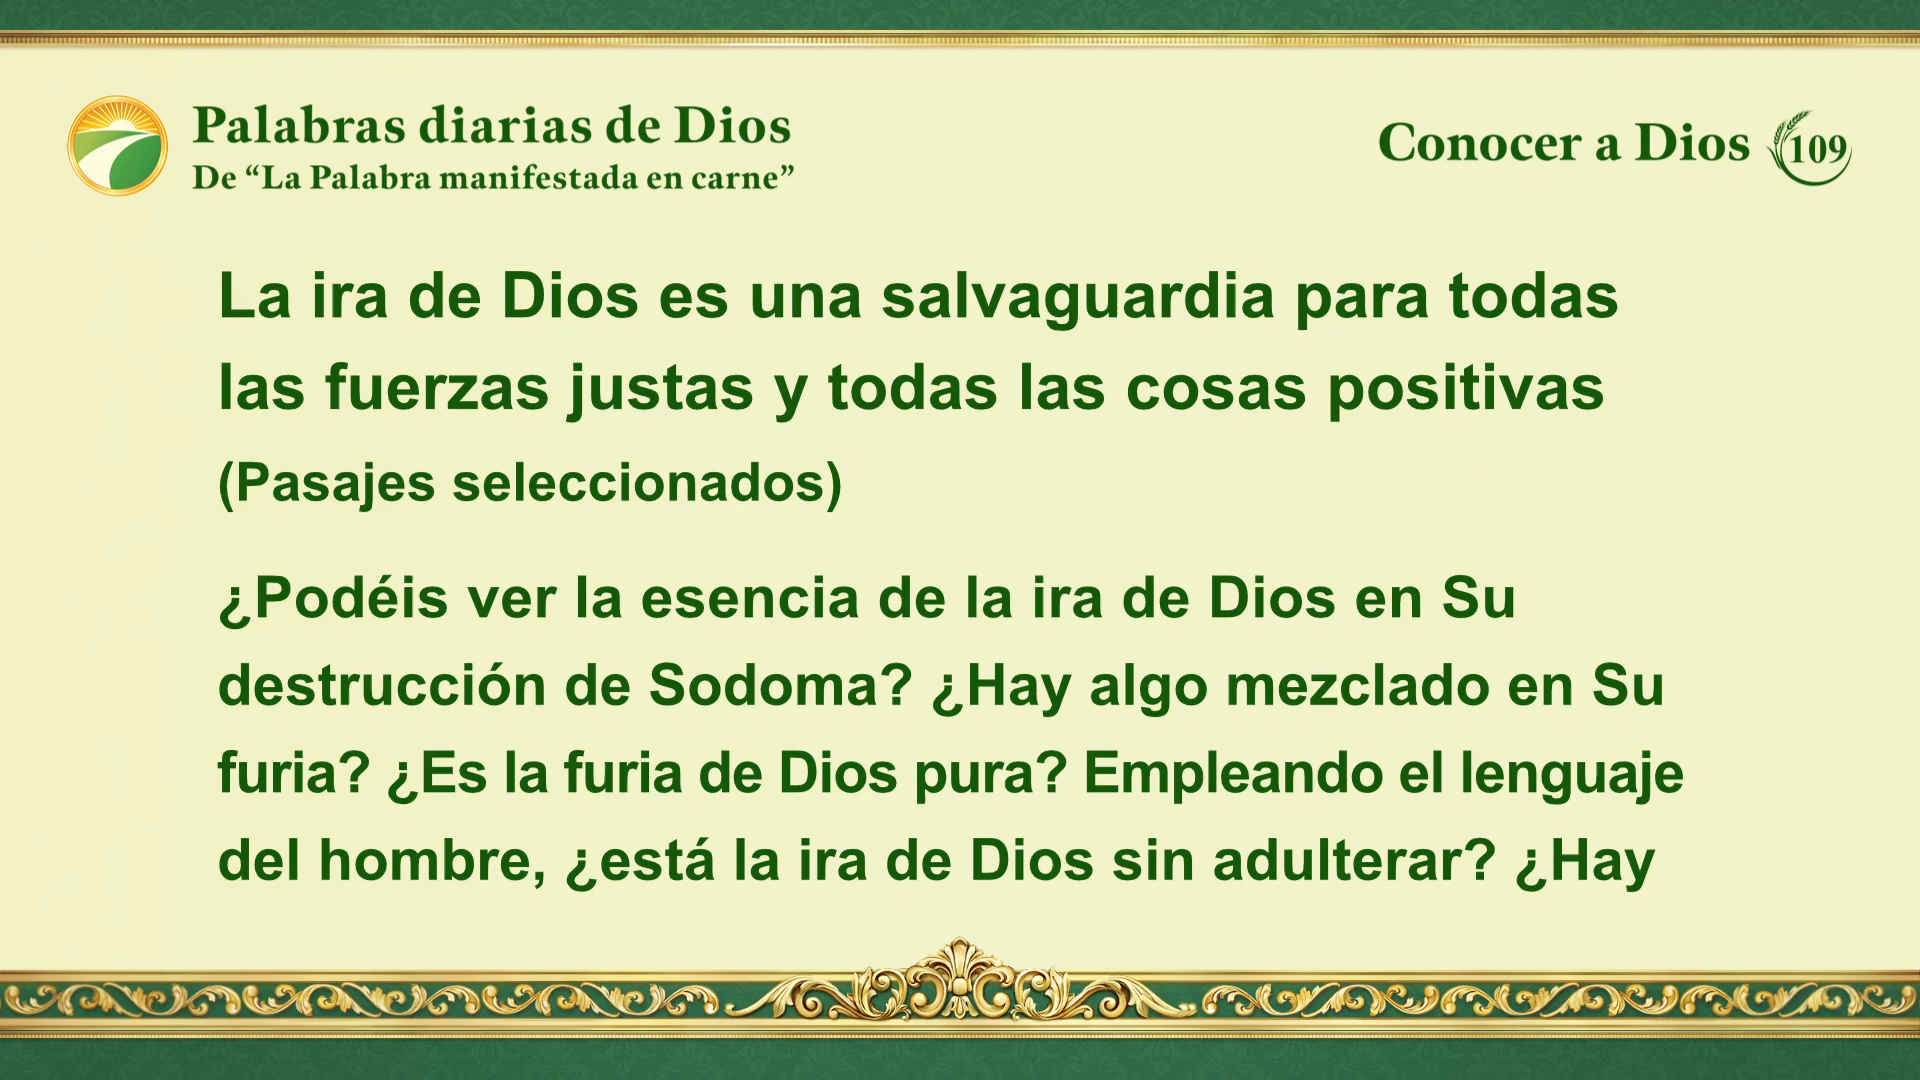 Palabras diarias de Dios
De “La Palabra manifestada en carne”
Conocer a Dios 109
La ira de Dios es una salvaguardia para todas
las fuerzas justas y todas las cosas positivas
(Pasajes seleccionados)
¿Podéis ver la esencia de la ira de Dios en Su
destrucción de Sodoma? ¿Hay algo mezclado en Su
furia? ¿Es la furia de Dios pura? Empleando el lenguaje
del hombre, ¿está la ira de Dios sin adulterar? ¿Hay